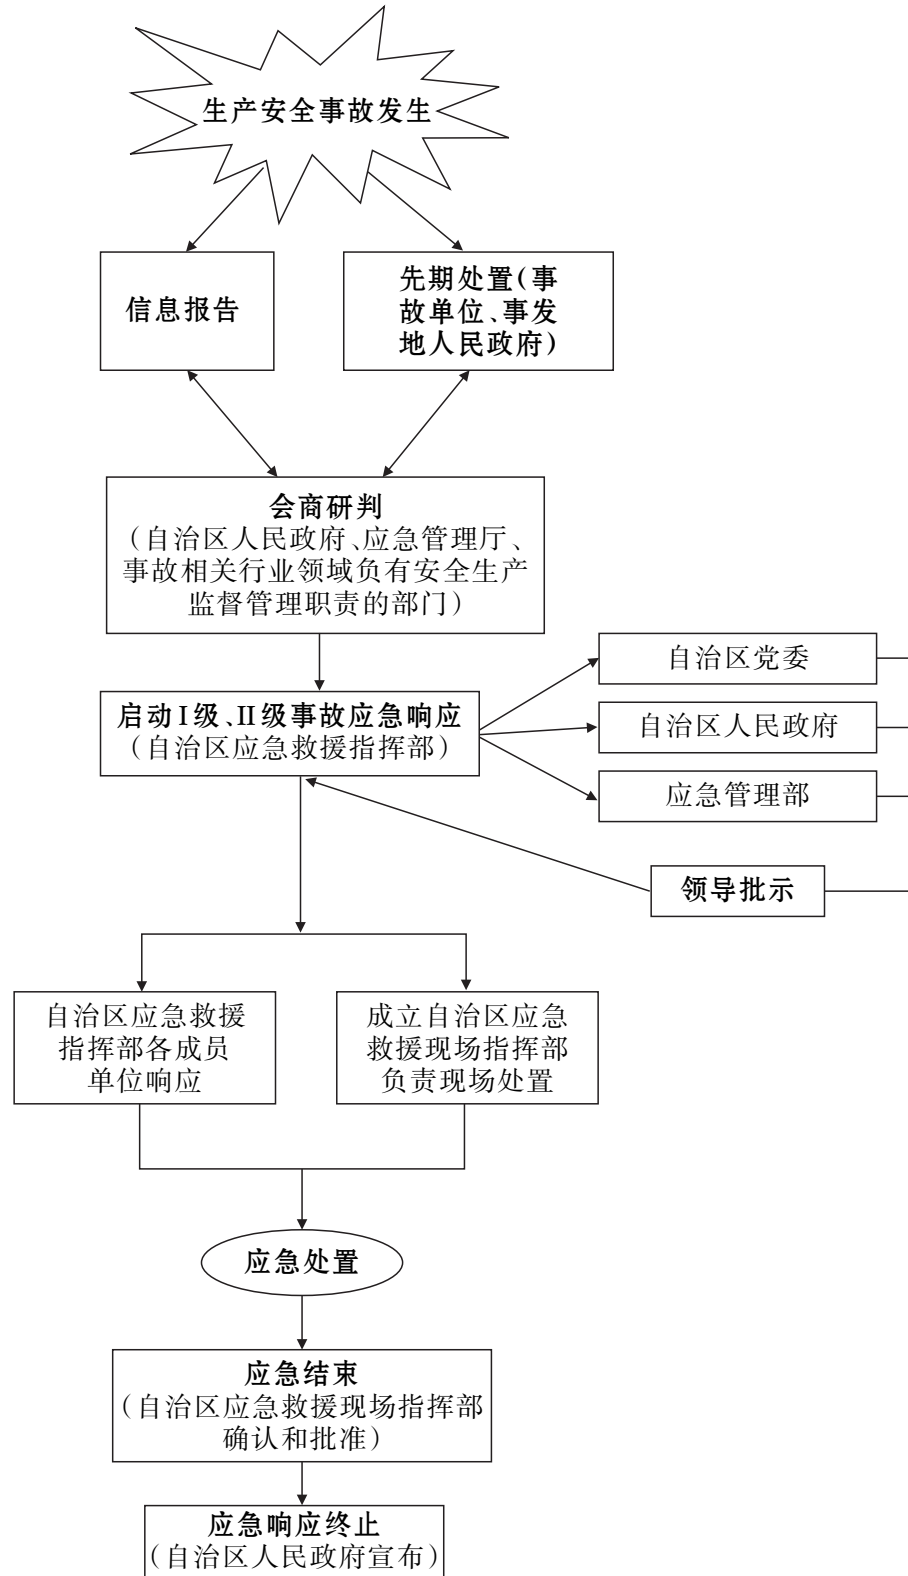 生产安全事故发生
信息报告
先期处置(事
故单位、事发
地人民政府)
会商研判
(自治区人民政府、应急管理厅、
事故相关行业领域负有安全生产
监督管理职责的部门)
启动Ⅰ级、Ⅱ级事故应急响应
(自治区应急救援指挥部)
自治区党委
自治区人民政府
应急管理部
领导批示
自治区应急救援
指挥部各成员
单位响应
成立自治区应急
救援现场指挥部
负责现场处置
应急处置
应急结束
(自治区应急救援现场指挥部
确认和批准)
应急响应终止
(自治区人民政府宣布)